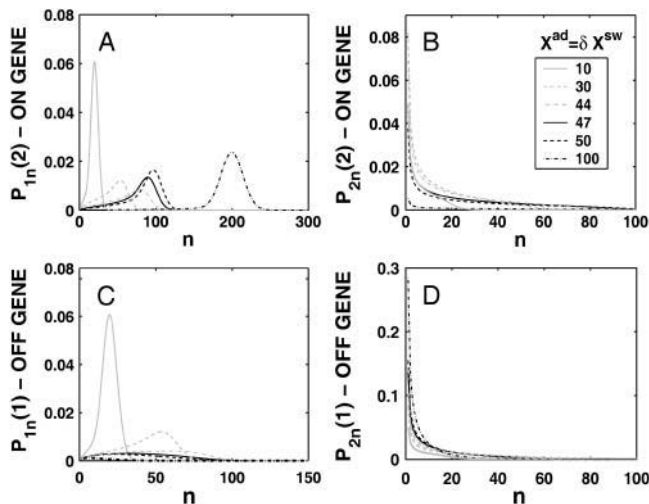 A
P1n(2) – ON GENE
0.08
0.06
0.04
0.02
0
0 100 200 300
n
B
P2n(2) – ON GENE
0.08
0.06
0.04
0.02
0
0 20 40 60 80 100
n
X^ad=δ X^sw
10
30
44
47
50
100
C
P1n(1) – OFF GENE
0.08
0.06
0.04
0.02
0
0 50 100 150
n
D
P2n(1) – OFF GENE
0.3
0.2
0.1
0
0 20 40 60 80 100
n